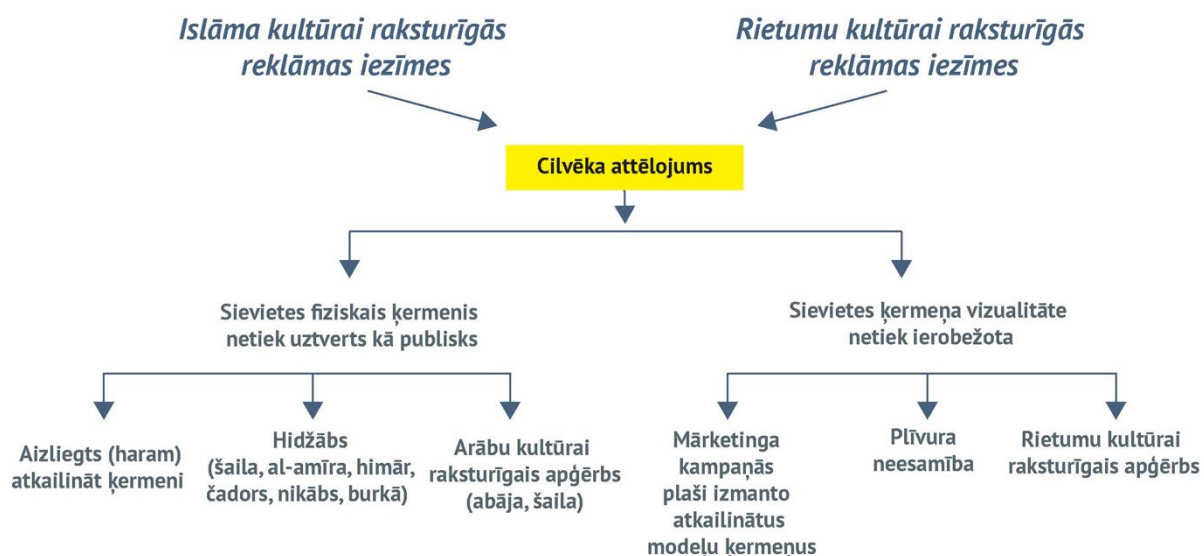 Islāma kultūrai raksturīgās
reklāmas iezīmes
Rietumu kultūrai raksturīgās
reklāmas iezīmes
Cilvēka attēlojums
Sievietes fiziskais ķermenis
netiek uztverts kā publisks
Sievietes ķermeņa vizualitāte
netiek ierobežota
Aizliegts (haram)
atkailināt ķermeni
Hidžābs
(šaila, al-amīra, himār,
čadors, nikābs, burkā)
Arābu kultūrai
raksturīgais apģērbs
(abāja, šaila)
Mārketinga
kampaņās
plaši izmanto
atkailinātus
modeļu ķermeņus
Plīvura
neesamība
Rietumu kultūrai
raksturīgais apģērbs